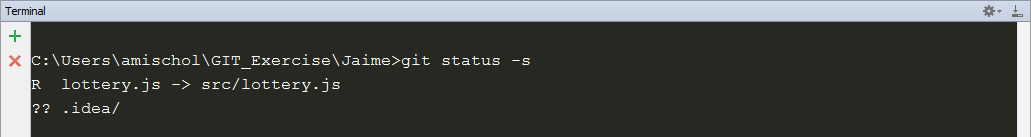 Terminal
C:\Users\amischol\GIT_Exercise\Jaime>git status -s
R  lottery.js -> src/lottery.js
?? .idea/